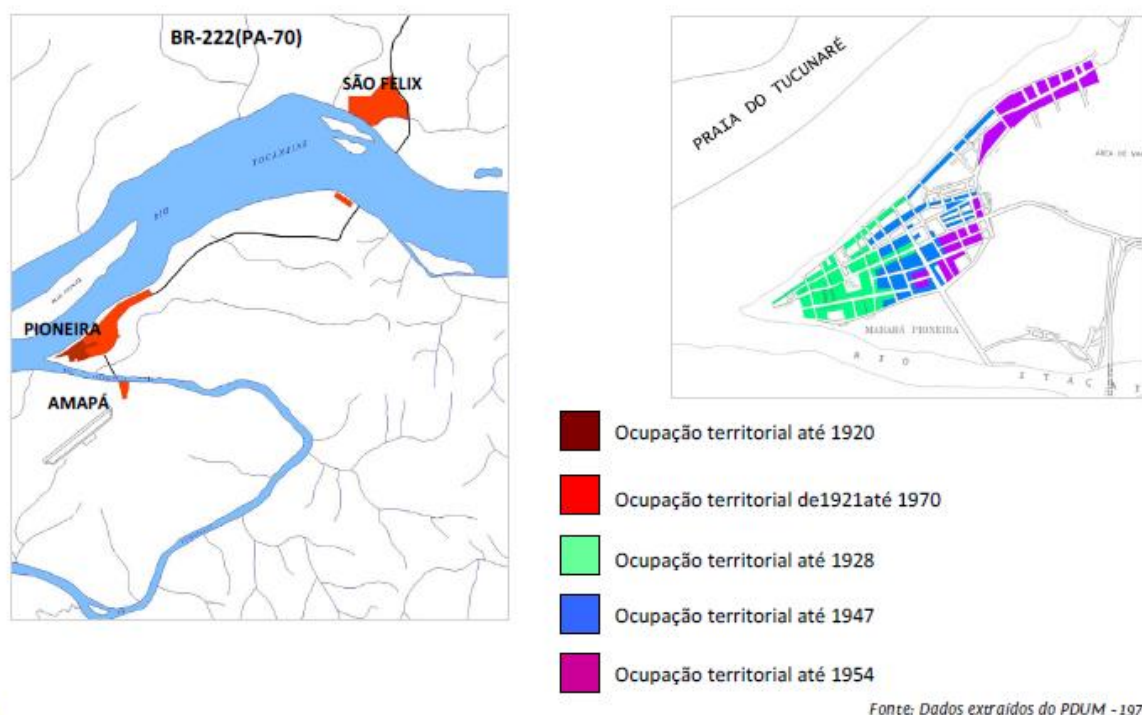 BR-222(PA-70)
SÃO FELIX
TOCANTINS
RIO
PIONEIRA
AMAPÁ
PRAIA DO TUCUNARÉ
MARABÁ PIONEIRA
RIO
Ocupação territorial até 1920
Ocupação territorial de1921até 1970
Ocupação territorial até 1928
Ocupação territorial até 1947
Ocupação territorial até 1954
Fonte: Dados extraídos do PDUM -197